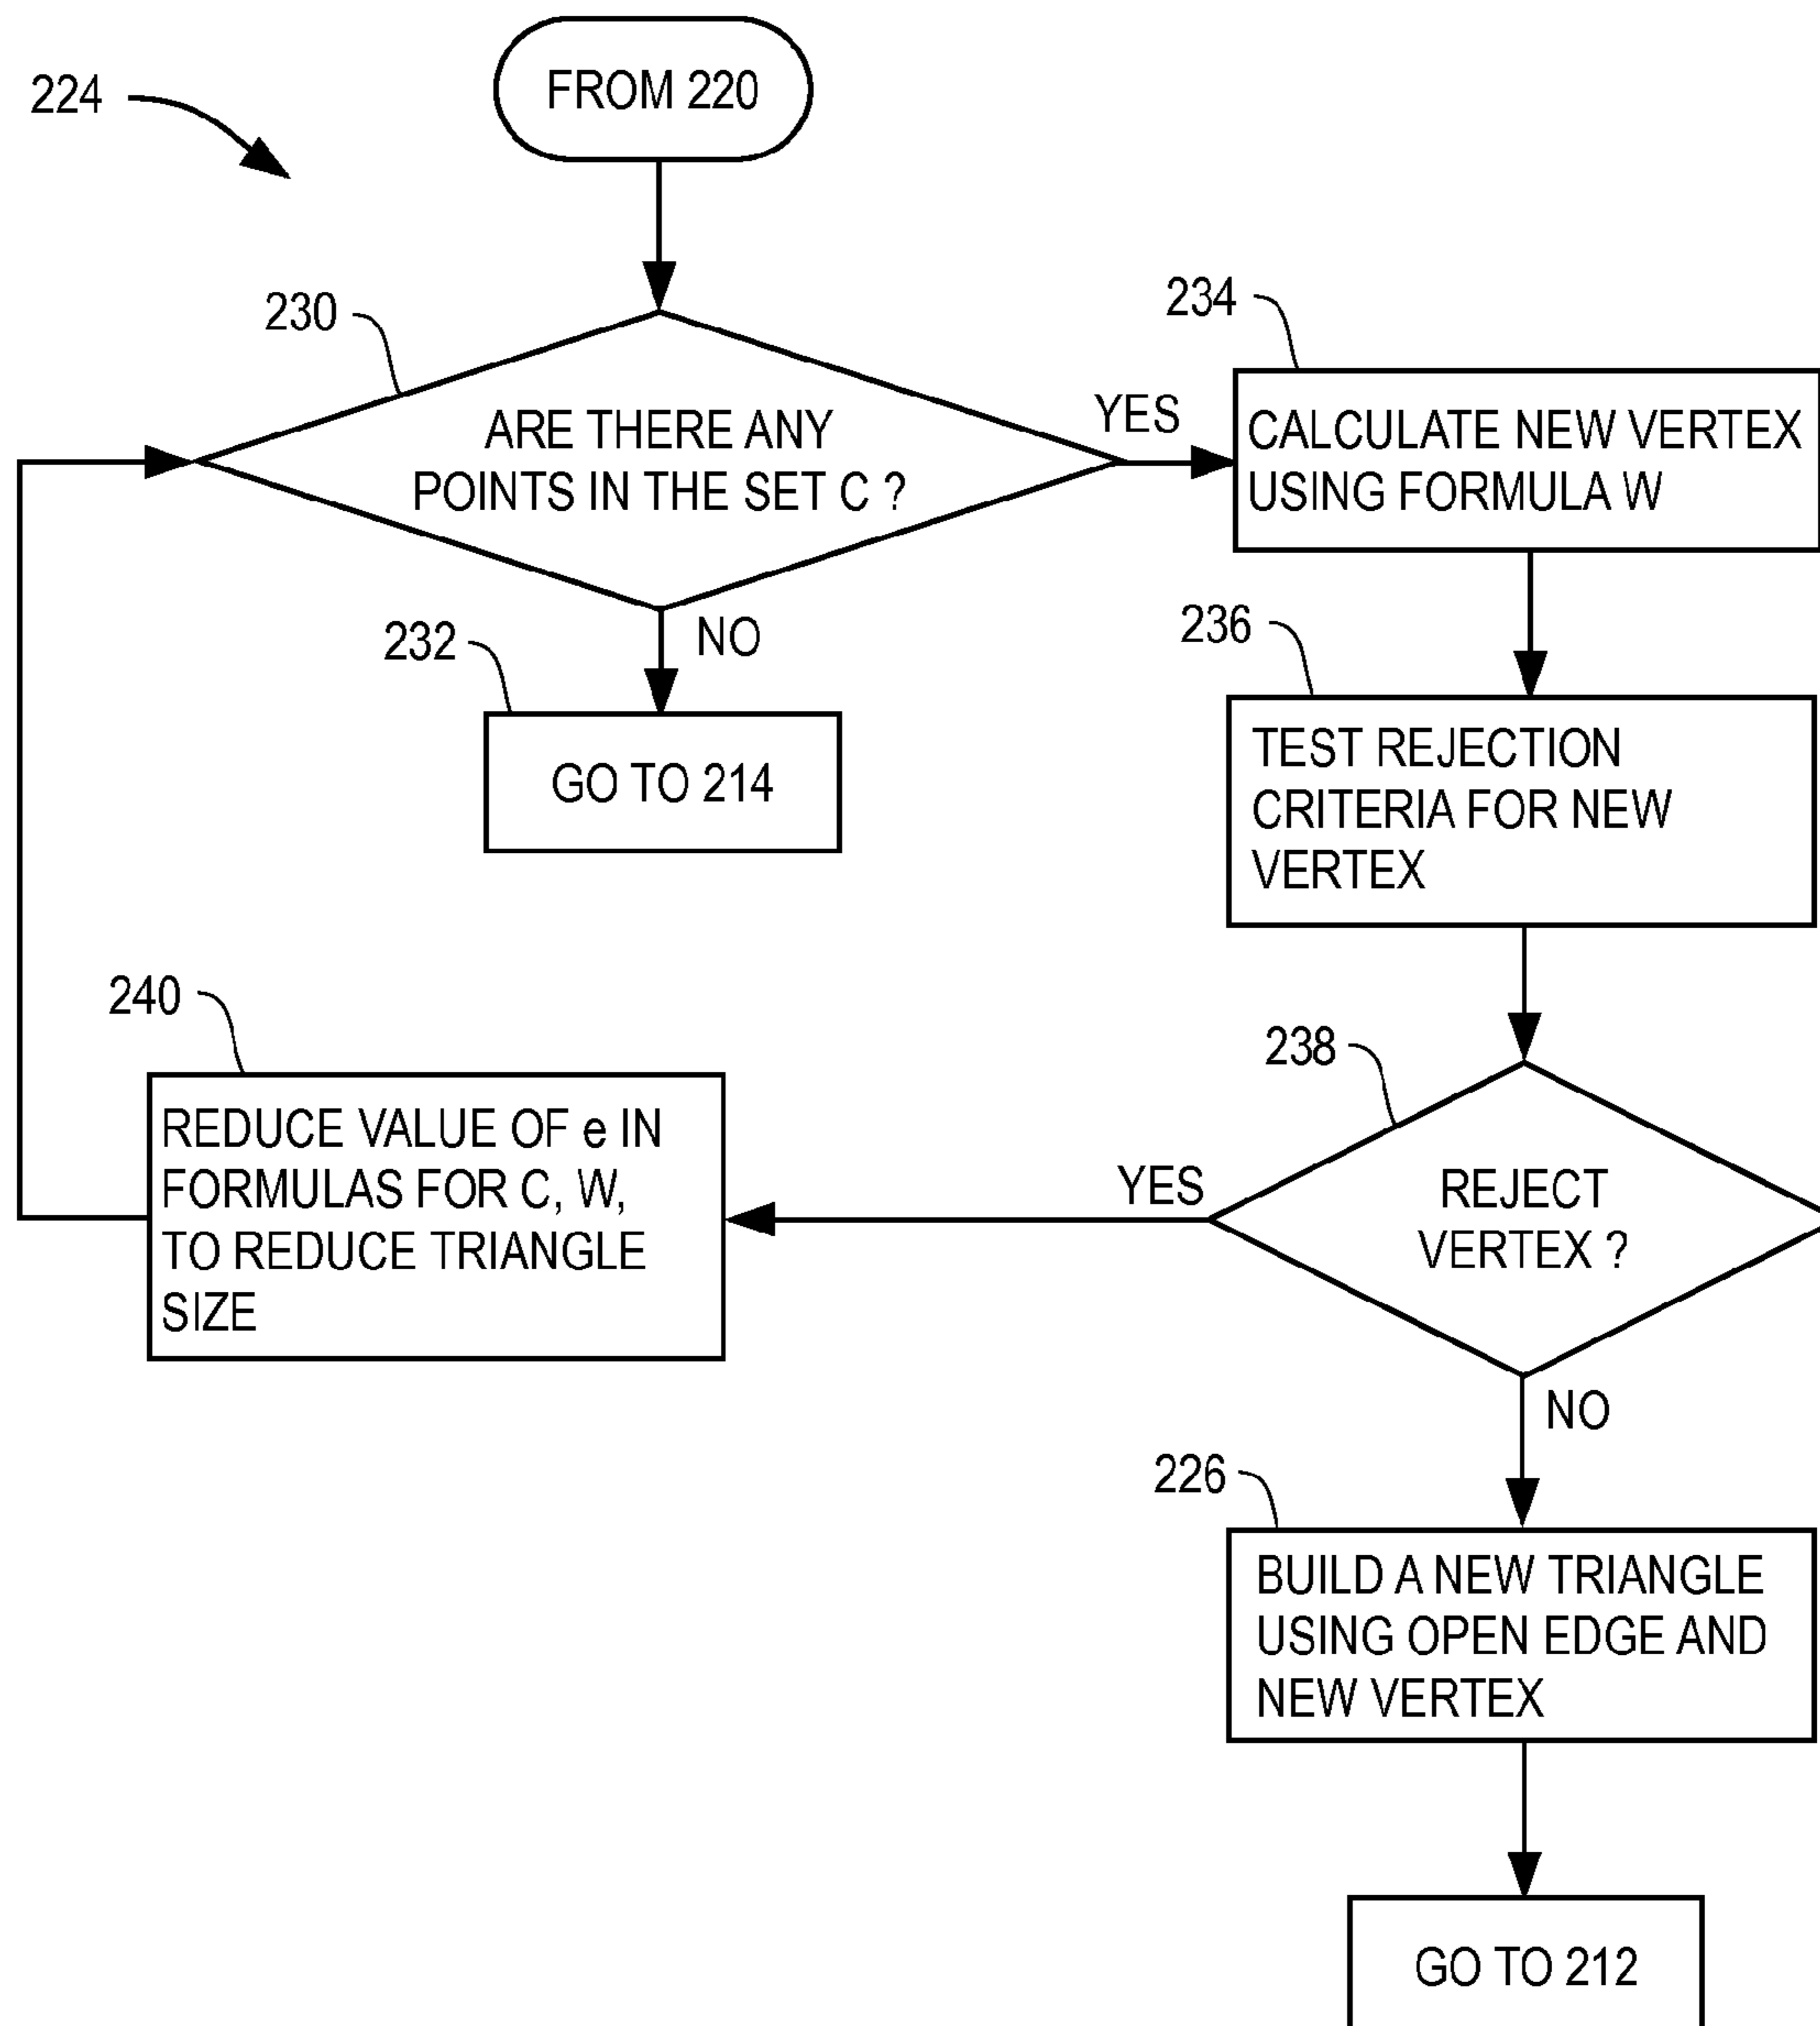 224
FROM 220
230
ARE THERE ANY
POINTS IN THE SET C ?
YES
NO
232
GO TO 214
234
CALCULATE NEW VERTEX
USING FORMULA W
236
TEST REJECTION
CRITERIA FOR NEW
VERTEX
238
REJECT
VERTEX ?
YES
NO
240
REDUCE VALUE OF e IN
FORMULAS FOR C, W,
TO REDUCE TRIANGLE
SIZE
226
BUILD A NEW TRIANGLE
USING OPEN EDGE AND
NEW VERTEX
GO TO 212